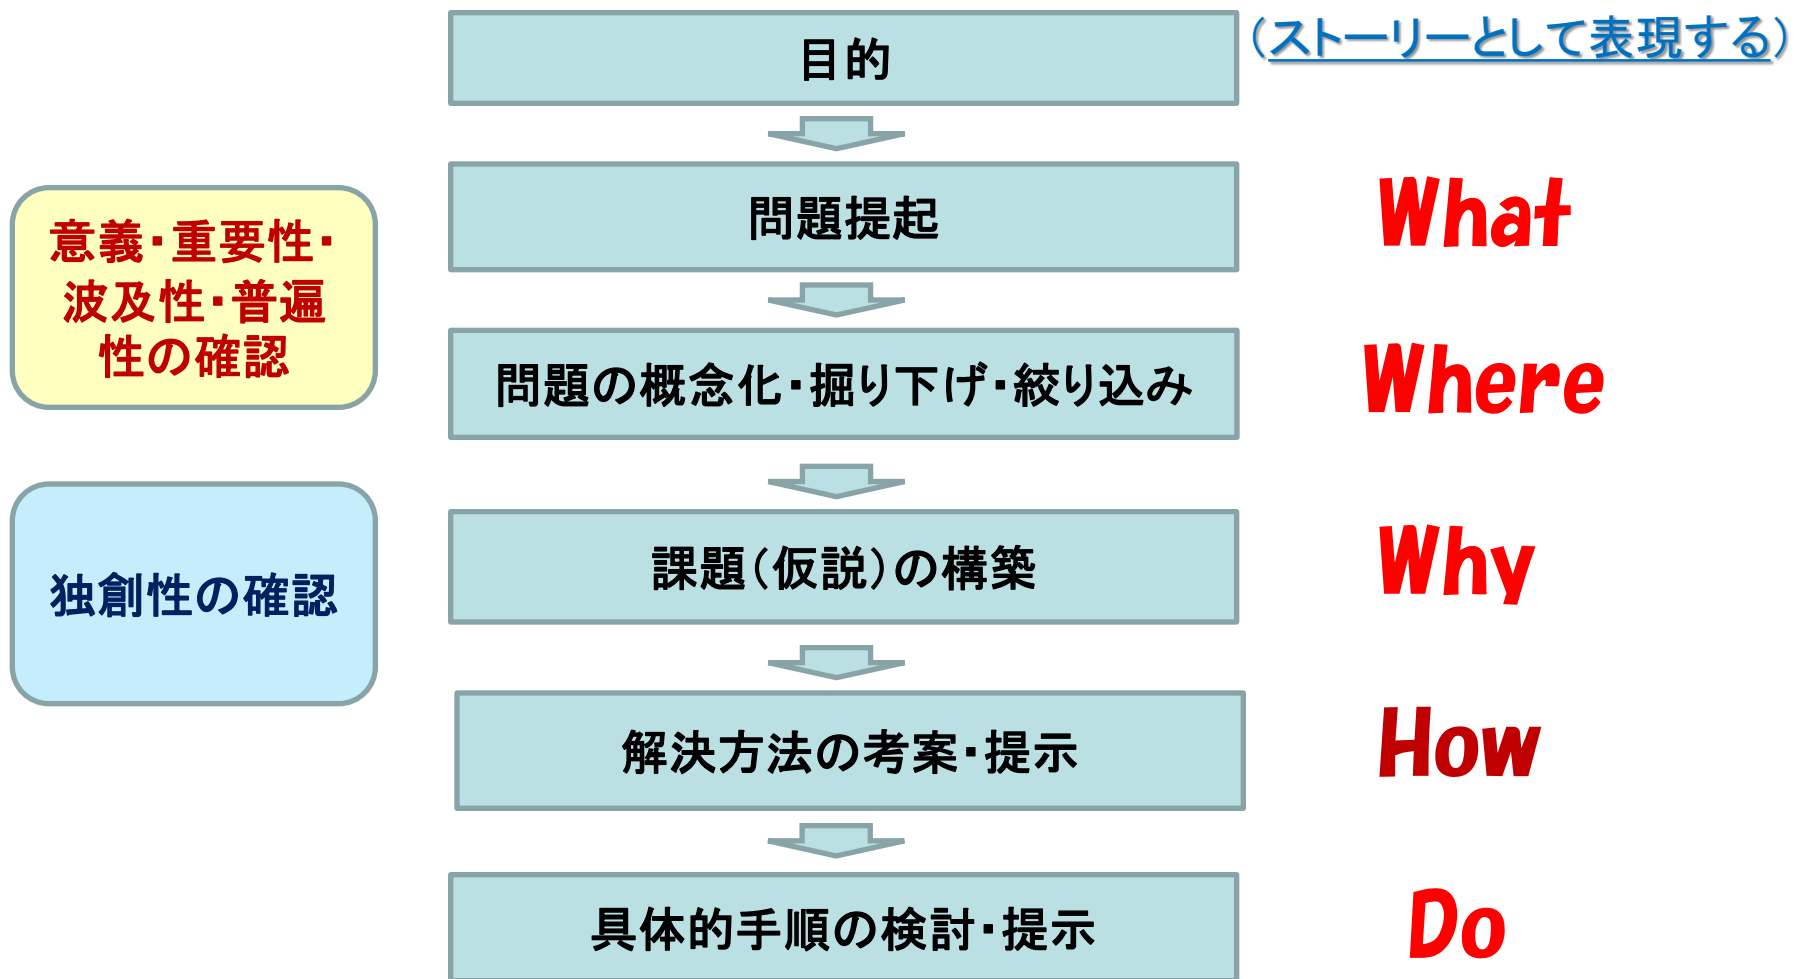 目的
(ストーリーとして表現する)
問題提起
What
意義・重要性・
波及性・普遍
性の確認
問題の概念化・掘り下げ・絞り込み
Where
課題(仮説)の構築
Why
独創性の確認
解決方法の考案・提示
How
具体的手順の検討・提示
Do